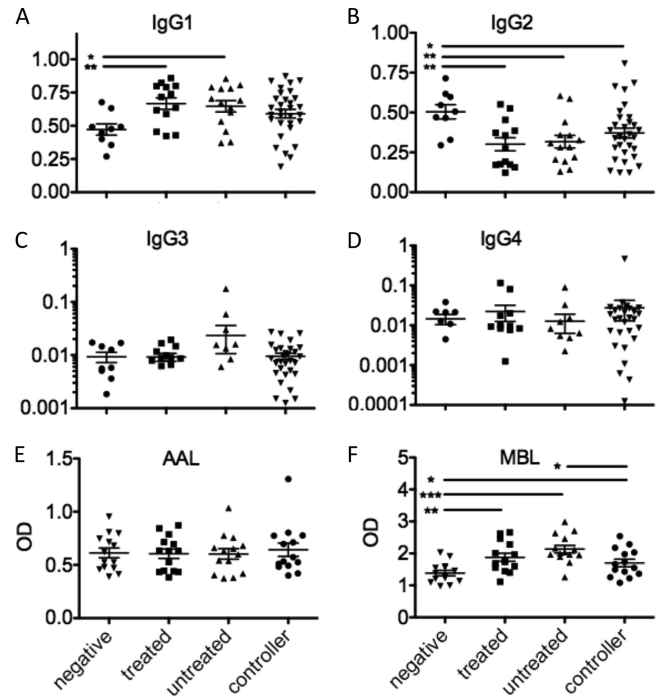 A IgG1
1.00
0.75
0.50
0.25
0.00
*
**
B IgG2
1.00
0.75
0.50
0.25
0.00
*
**
**
C IgG3
1
0.1
0.01
0.001
D IgG4
1
0.1
0.01
0.001
0.0001
E AAL
OD
1.5
1.0
0.5
0.0
negative
treated
untreated
controller
F MBL
OD
5
4
3
2
1
0
*
*
***
**
negative
treated
untreated
controller